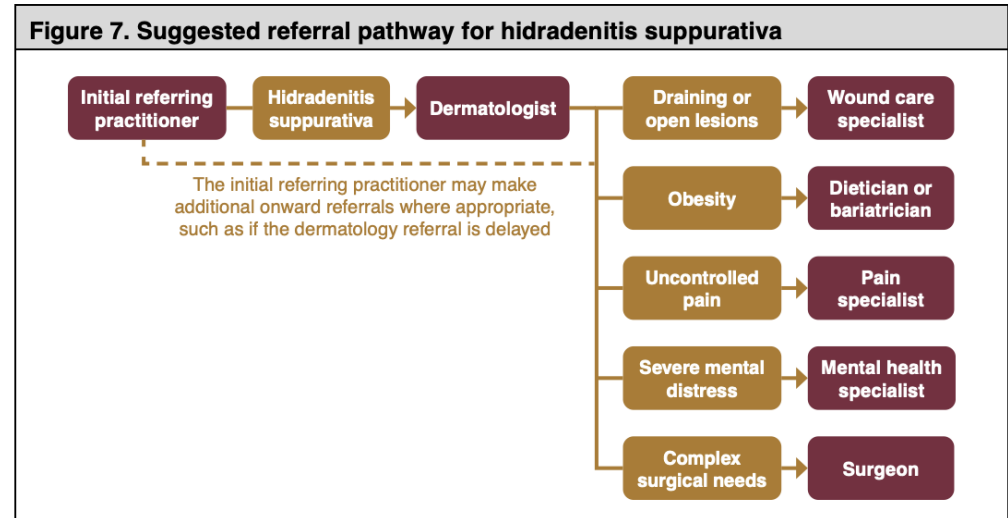 Figure 7. Suggested referral pathway for hidradenitis suppurativa
Initial referring
practitioner
Hidradenitis
suppurativa
Dermatologist
The initial referring practitioner may make
additional onward referrals where appropriate,
such as if the dermatology referral is delayed
Draining or
open lesions
Wound care
specialist
Obesity
Dietician or
bariatrician
Uncontrolled
pain
Pain
specialist
Severe mental
distress
Mental health
specialist
Complex
surgical needs
Surgeon